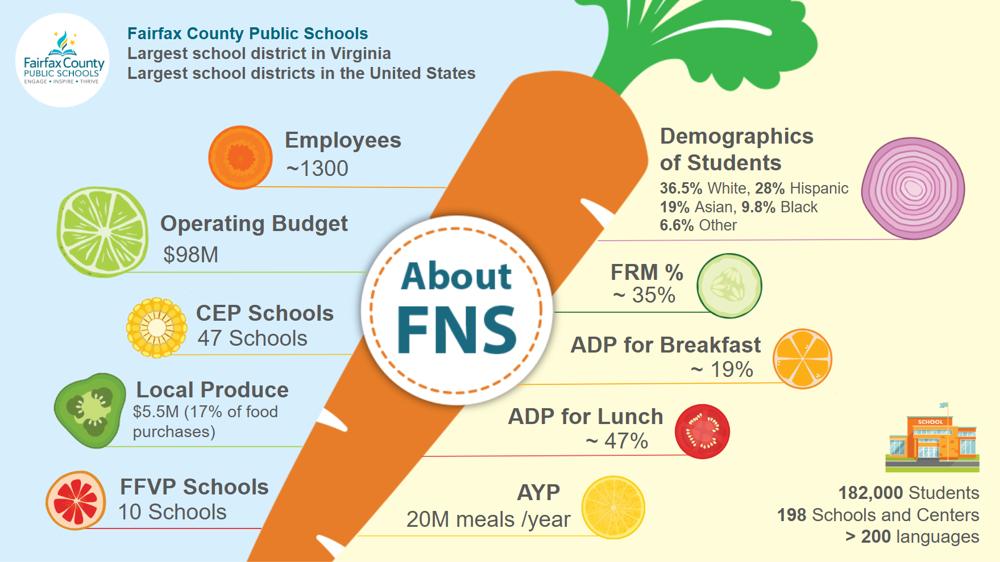 Fairfax County
PUBLIC SCHOOLS
ENGAGE • INSPIRE • THRIVE
Fairfax County Public Schools
Largest school district in Virginia
Largest school districts in the United States
Employees
~1300
Operating Budget
$98M
CEP Schools
47 Schools
Local Produce
$5.5M (17% of food
purchases)
FFVP Schools
10 Schools
About
FNS
Demographics
of Students
36.5% White, 28% Hispanic
19% Asian, 9.8% Black
6.6% Other
FRM %
~ 35%
ADP for Breakfast
~ 19%
ADP for Lunch
~ 47%
AYP
20M meals /year
SCHOOL
182,000 Students
198 Schools and Centers
> 200 languages